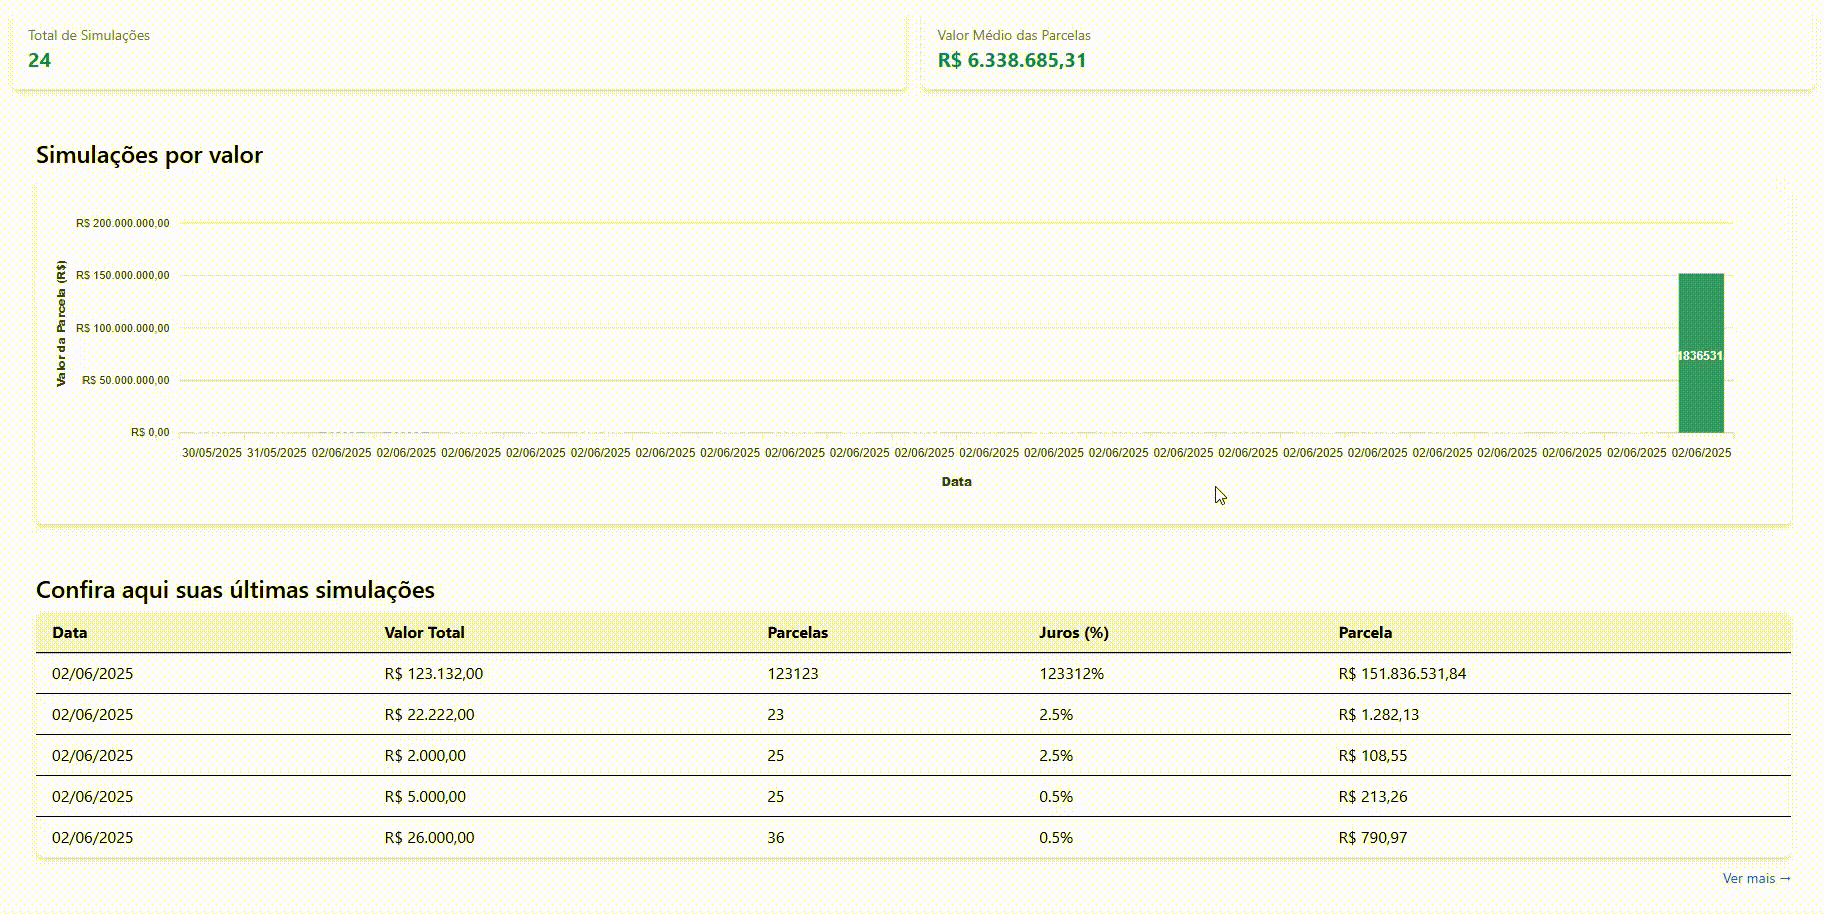 Total de Simulações
24
Valor Médio das Parcelas
R$ 6.338.685,31
Simulações por valor
Valor da Parcela (R$)
R$ 200.000.000,00
R$ 150.000.000,00
R$ 100.000.000,00
R$ 50.000.000,00
R$ 0,00
1836531
30/05/2025 31/05/2025 02/06/2025 02/06/2025 02/06/2025 02/06/2025 02/06/2025 02/06/2025 02/06/2025 02/06/2025 02/06/2025 02/06/2025 02/06/2025 02/06/2025 02/06/2025 02/06/2025 02/06/2025 02/06/2025 02/06/2025 02/06/2025 02/06/2025 02/06/2025 02/06/2025 02/06/2025
Data
Confira aqui suas últimas simulações
Data Valor Total Parcelas Juros (%) Parcela
02/06/2025 R$ 123.132,00 123123 123312% R$ 151.836.531,84
02/06/2025 R$ 22.222,00 23 2.5% R$ 1.282,13
02/06/2025 R$ 2.000,00 25 2.5% R$ 108,55
02/06/2025 R$ 5.000,00 25 0.5% R$ 213,26
02/06/2025 R$ 26.000,00 36 0.5% R$ 790,97
Ver mais →